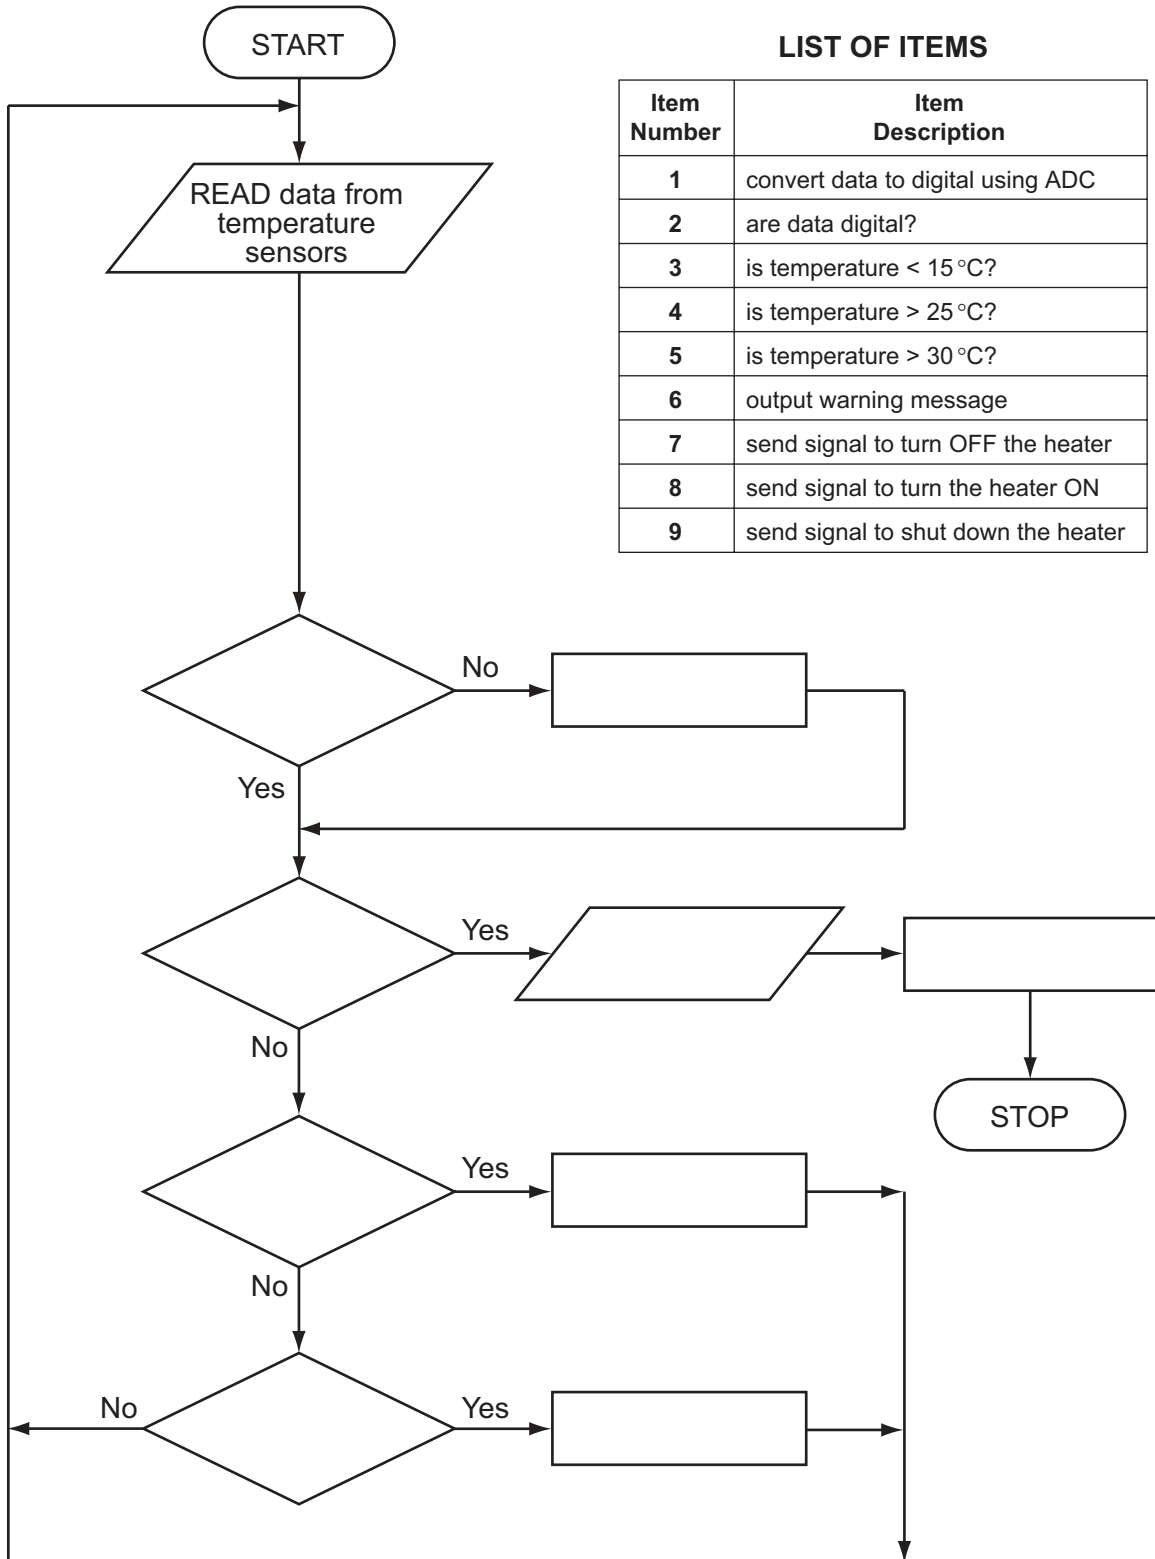 START
READ data from
temperature
sensors
LIST OF ITEMS
Item Number Item Description
1 convert data to digital using ADC
2 are data digital?
3 is temperature < 15 °C?
4 is temperature > 25 °C?
5 is temperature > 30 °C?
6 output warning message
7 send signal to turn OFF the heater
8 send signal to turn the heater ON
9 send signal to shut down the heater
No
Yes
Yes
No
STOP
Yes
No
No
Yes